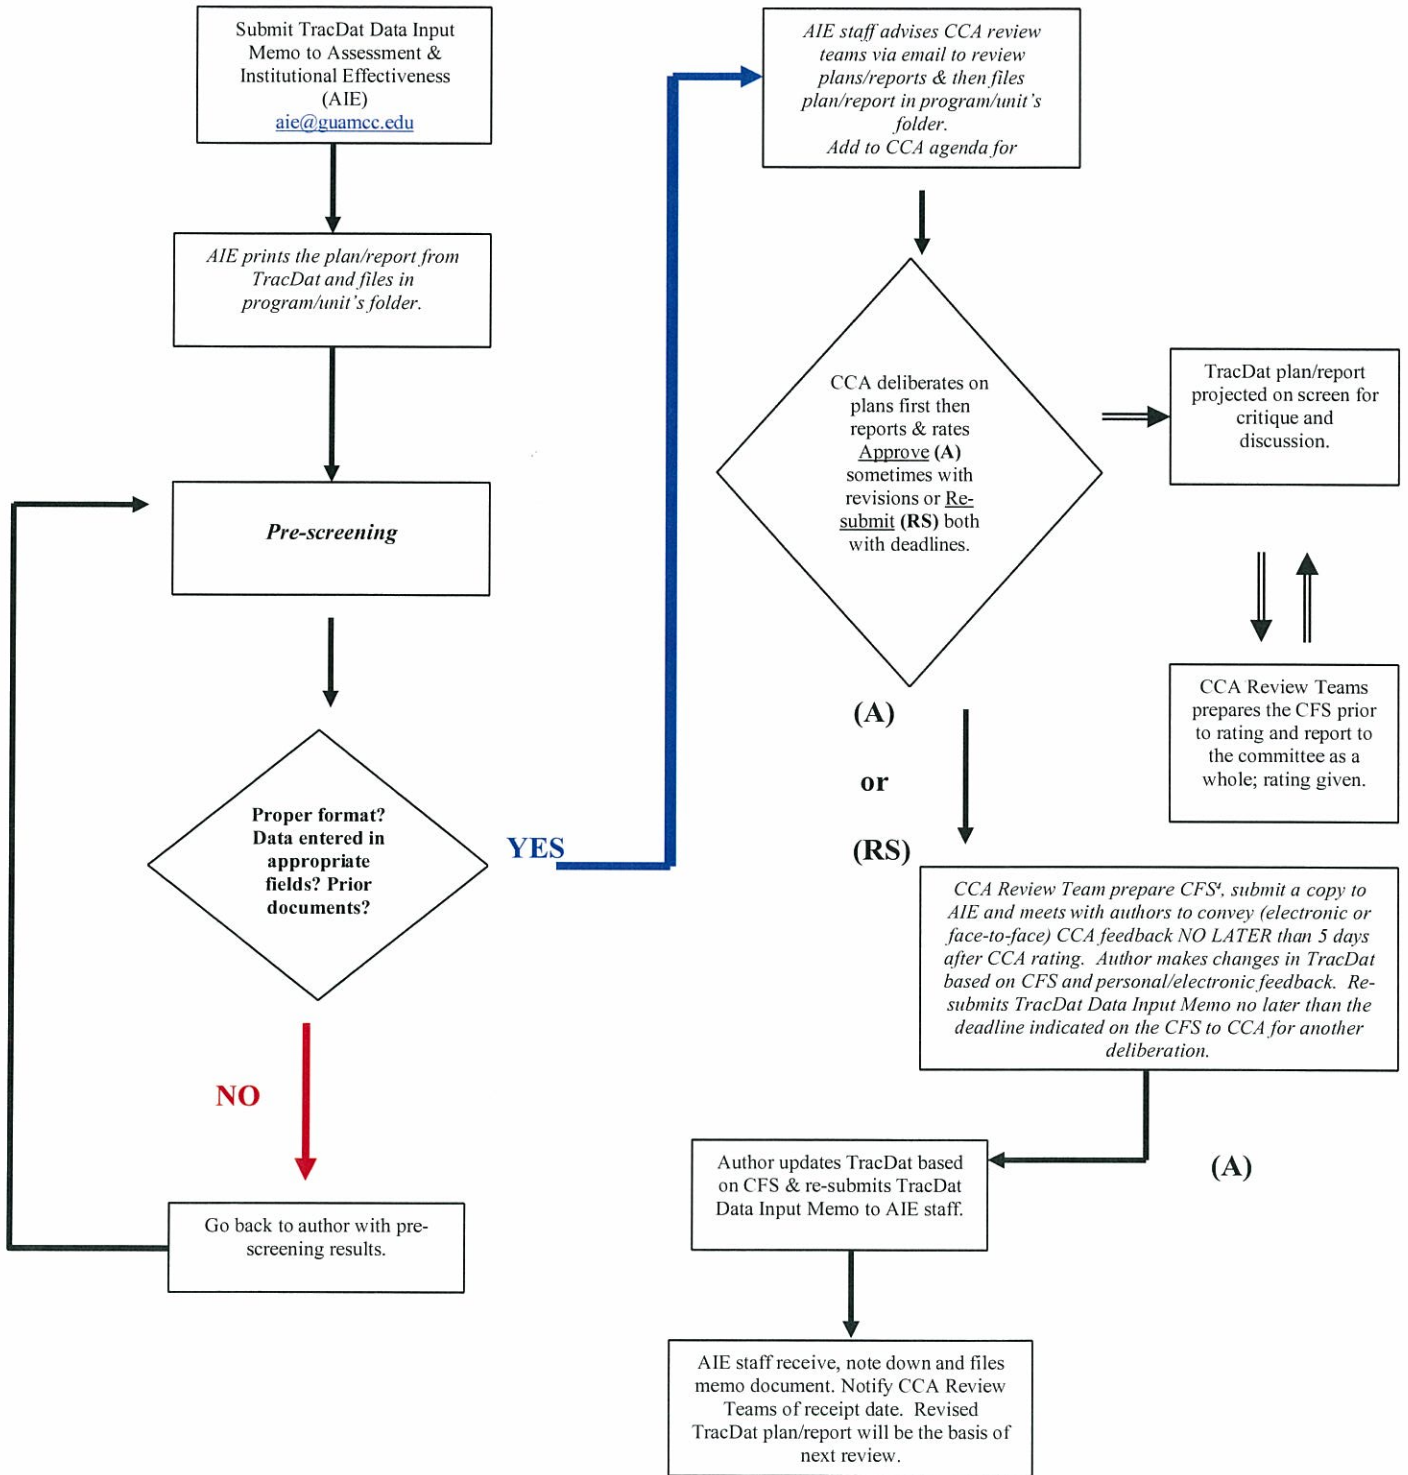 Submit TracDat Data Input
Memo to Assessment &
Institutional Effectiveness
(AIE)
aie@guamcc.edu
AIE prints the plan/report from
TracDat and files in
program/unit's folder.
Pre-screening
Proper format?
Data entered in
appropriate
fields? Prior
documents?
YES
NO
Go back to author with pre-
screening results.
AIE staff advises CCA review
teams via email to review
plans/reports & then files
plan/report in program/unit's
folder.
Add to CCA agenda for
CCA deliberates on
plans first then
reports & rates
Approve (A)
sometimes with
revisions or Re-
submit (RS) both
with deadlines.
TracDat plan/report
projected on screen for
critique and
discussion.
CCA Review Teams
prepares the CFS prior
to rating and report to
the committee as a
whole; rating given.
(A)
or
(RS)
CCA Review Team prepare CFS⁴, submit a copy to
AIE and meets with authors to convey (electronic or
face-to-face) CCA feedback NO LATER than 5 days
after CCA rating. Author makes changes in TracDat
based on CFS and personal/electronic feedback. Re-
submits TracDat Data Input Memo no later than the
deadline indicated on the CFS to CCA for another
deliberation.
(A)
Author updates TracDat based
on CFS & re-submits TracDat
Data Input Memo to AIE staff.
AIE staff receive, note down and files
memo document. Notify CCA Review
Teams of receipt date. Revised
TracDat plan/report will be the basis of
next review.